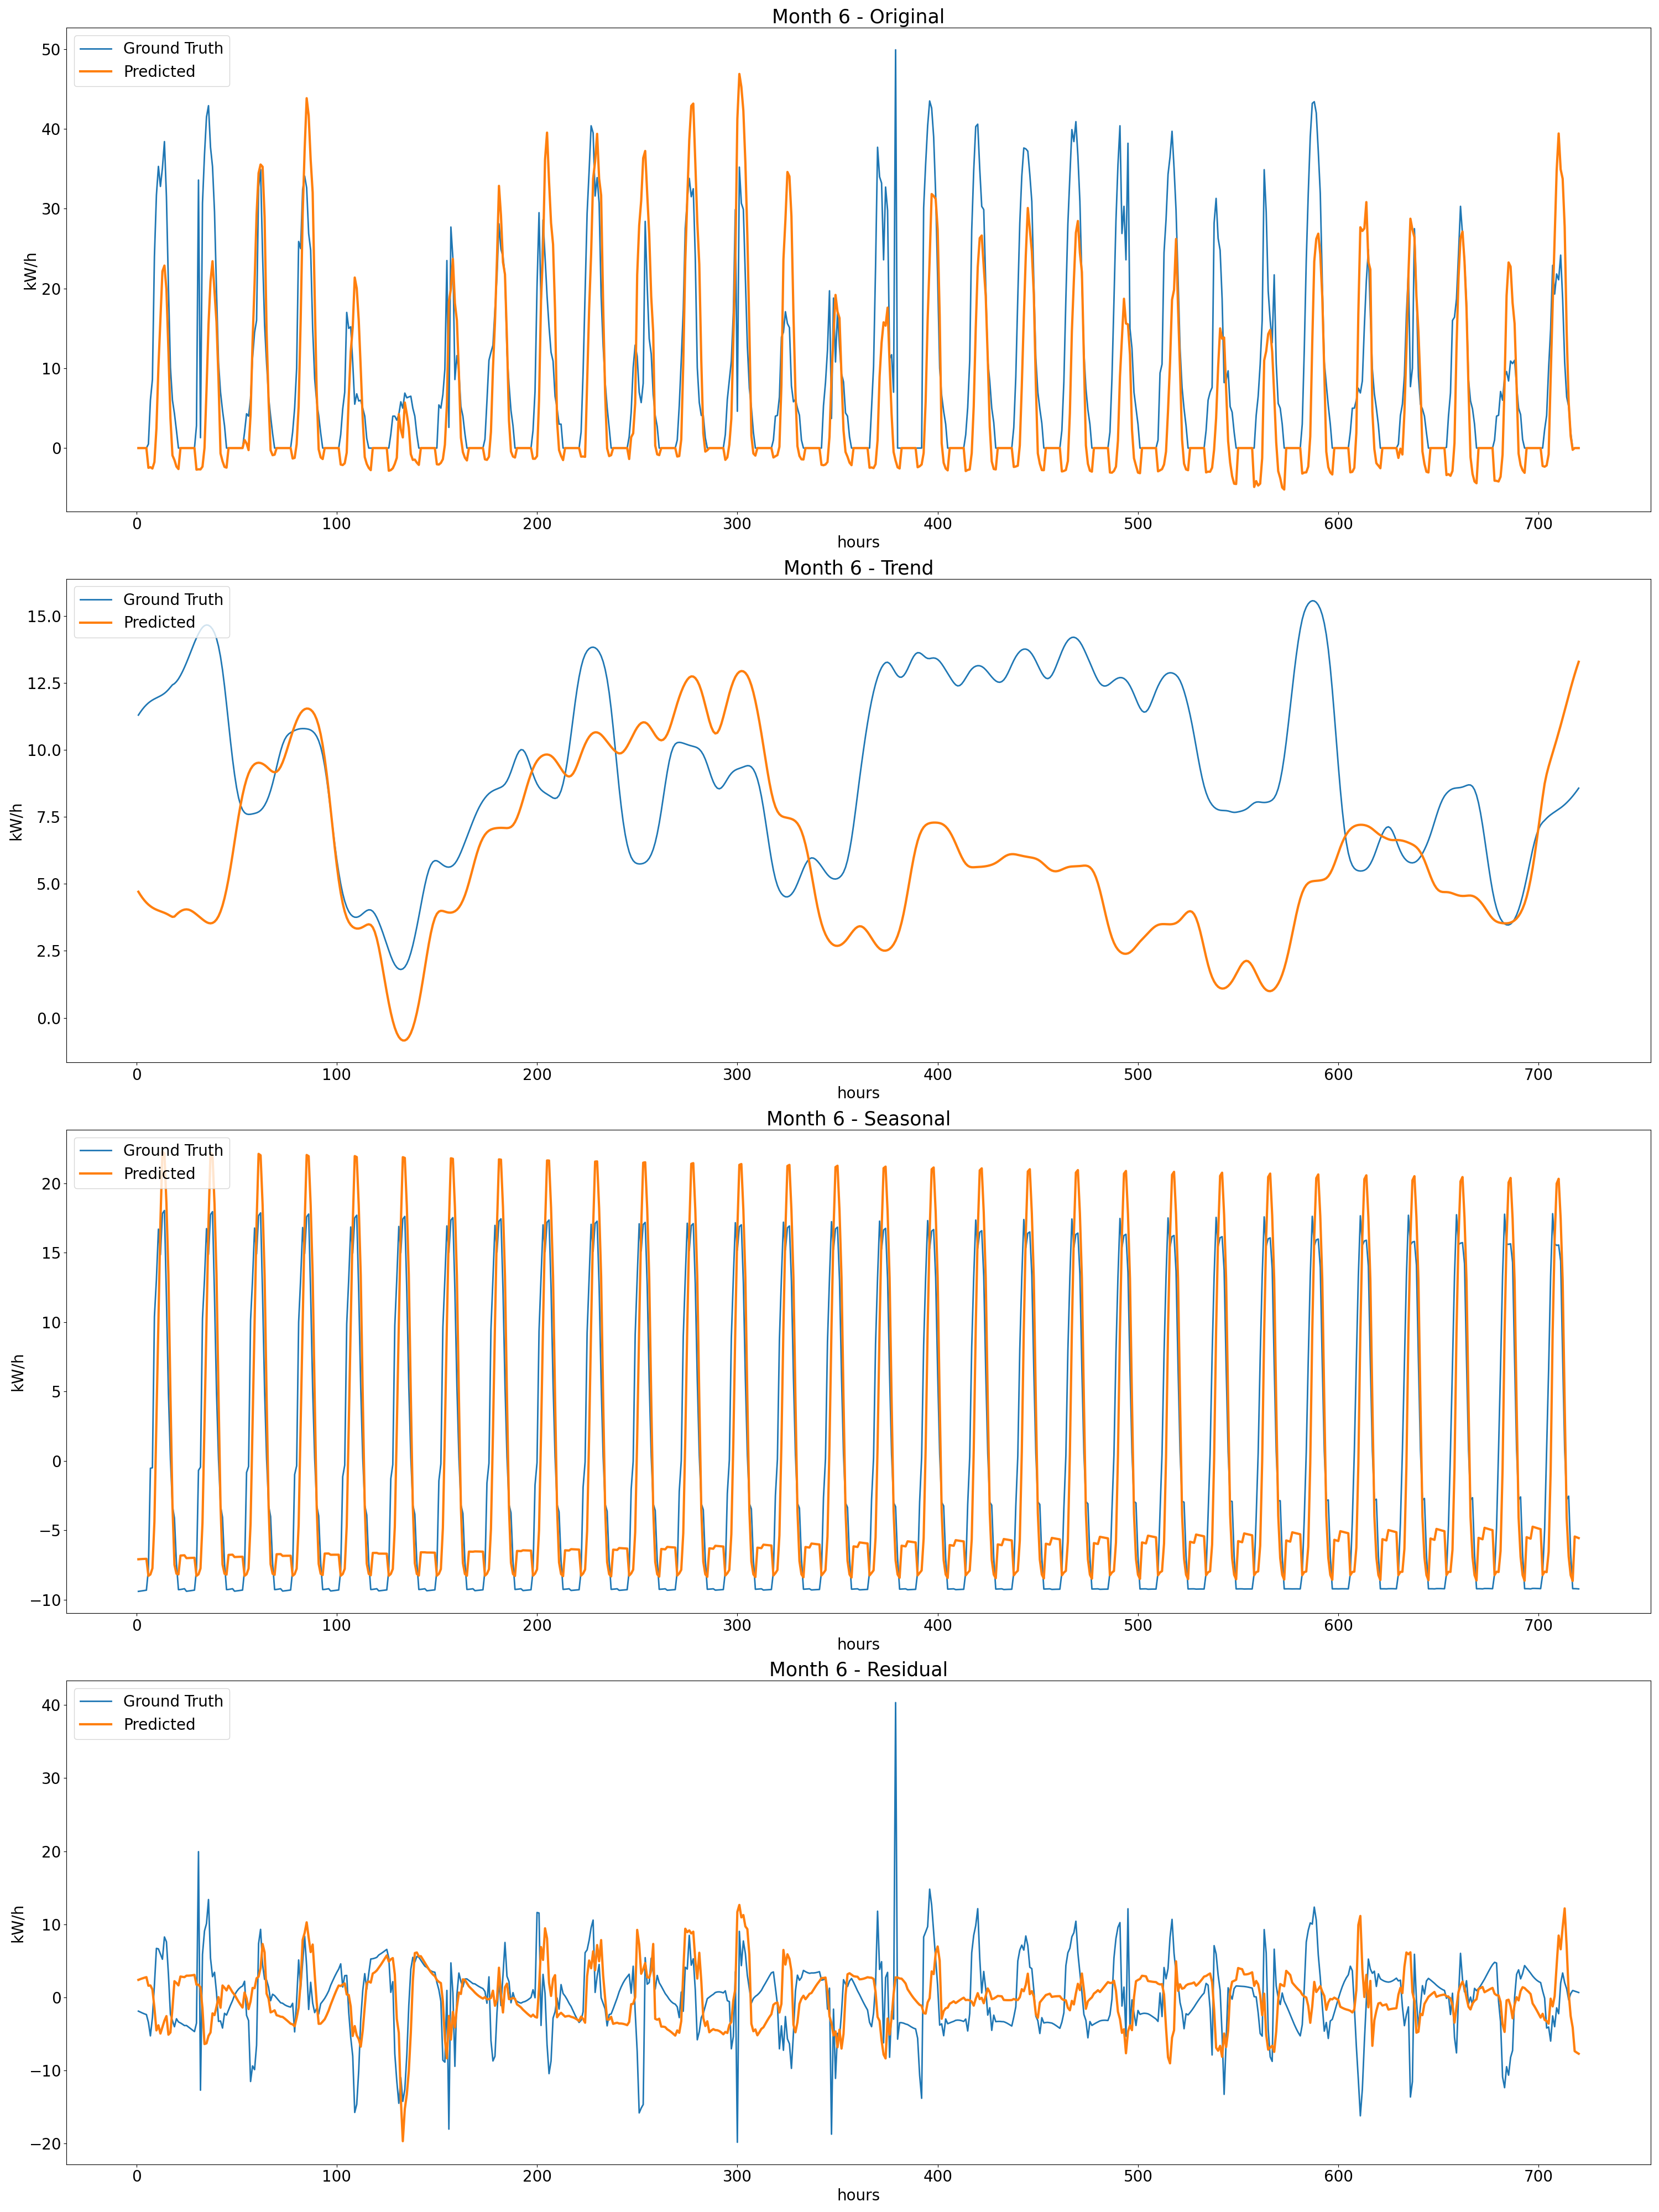 Month 6 - Original
Ground Truth
Predicted
50
40
30
20
10
0
kW/h
0 100 200 300 400 500 600 700
hours
Month 6 - Trend
Ground Truth
Predicted
15.0
12.5
10.0
7.5
5.0
2.5
0.0
kW/h
0 100 200 300 400 500 600 700
hours
Month 6 - Seasonal
Ground Truth
Predicted
20
15
10
5
0
−5
−10
kW/h
0 100 200 300 400 500 600 700
hours
Month 6 - Residual
Ground Truth
Predicted
40
30
20
10
0
−10
−20
kW/h
0 100 200 300 400 500 600 700
hours